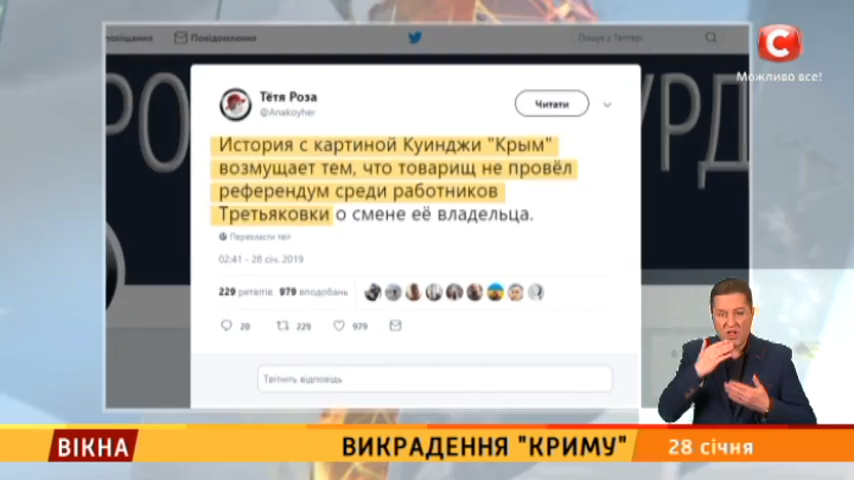 Повідомлення
Пошук у Твіттері
Можливо все!
Тётя Роза
@Anakoyher
Читати
История с картиной Куинджи "Крым"
возмущает тем, что товарищ не провёл
референдум среди работников
Третьяковки о смене её владельца.
Перекласти твіт
02:41 - 28 січ. 2019
229 ретвітів 979 вподобань
20 229 979
Твітніть відповідь
ВІКНА
ВИКРАДЕННЯ "КРИМУ"
28 січня